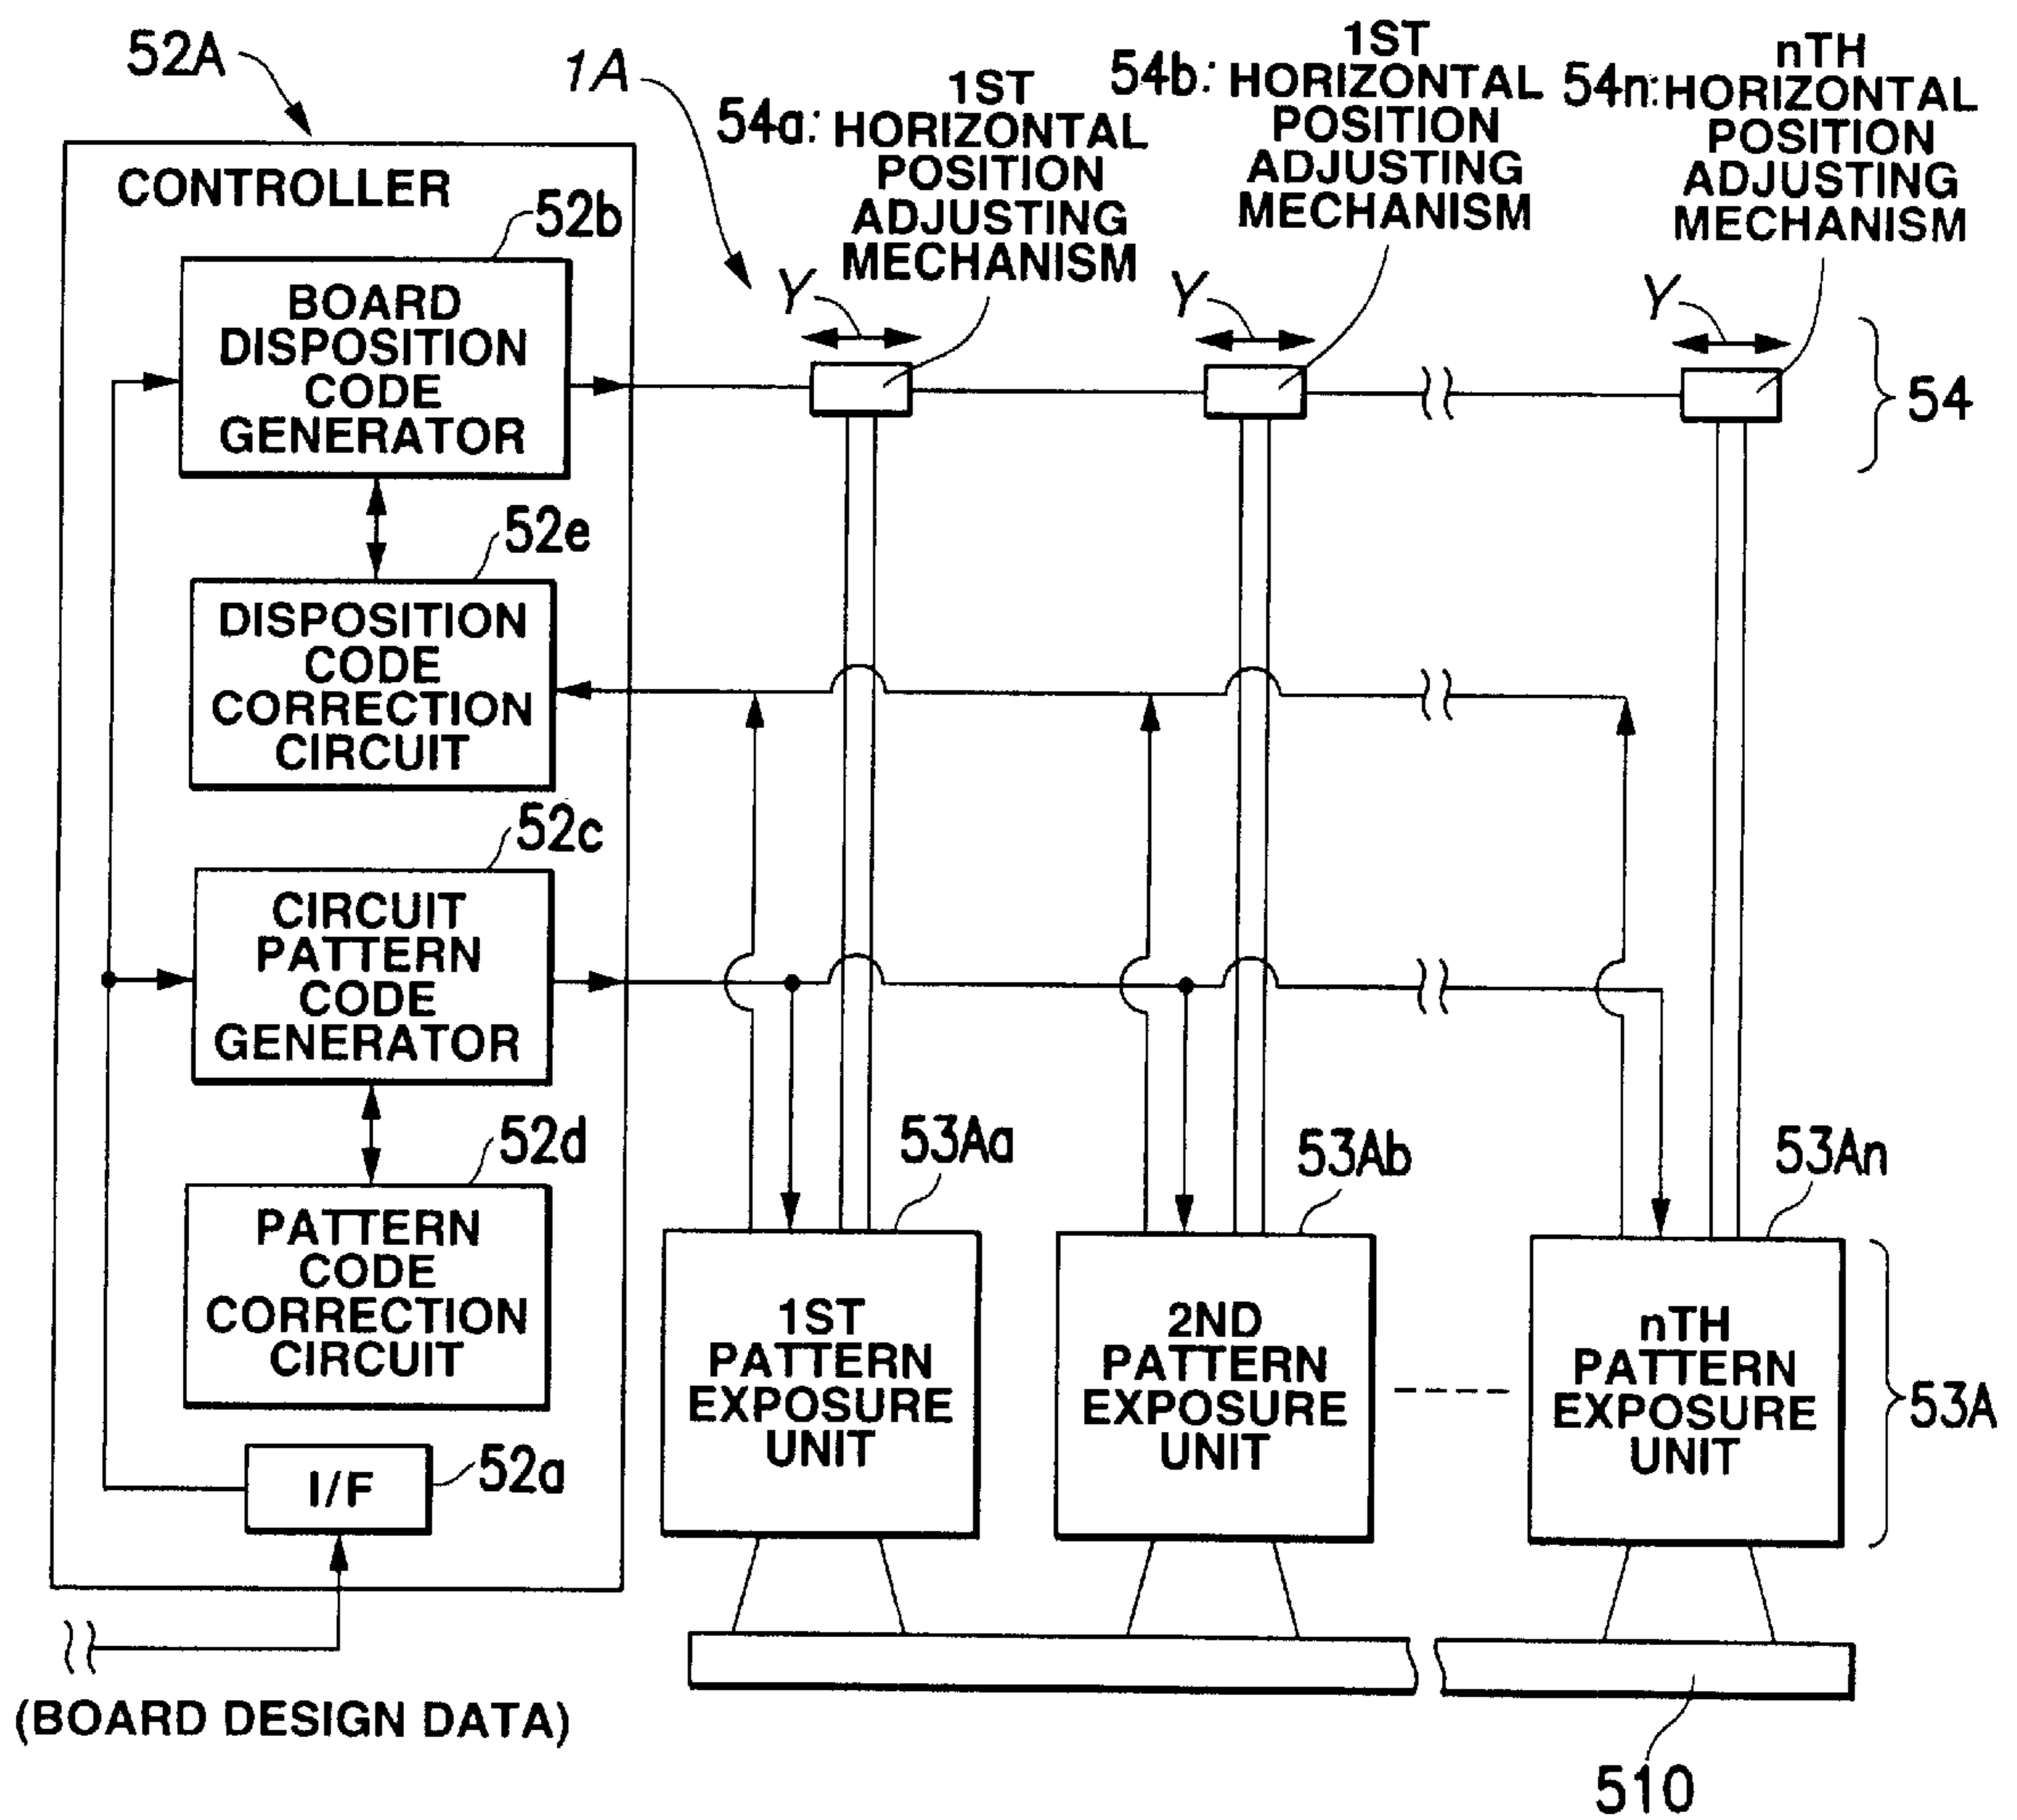 52A
1A
54a:
1ST
HORIZONTAL
POSITION
ADJUSTING
MECHANISM
54b:
1ST
HORIZONTAL
POSITION
ADJUSTING
MECHANISM
54n:
nTH
HORIZONTAL
POSITION
ADJUSTING
MECHANISM
CONTROLLER
52b
BOARD
DISPOSITION
CODE
GENERATOR
Y
Y
Y
54
52e
DISPOSITION
CODE
CORRECTION
CIRCUIT
52c
CIRCUIT
PATTERN
CODE
GENERATOR
52d
PATTERN
CODE
CORRECTION
CIRCUIT
53Aa
1ST
PATTERN
EXPOSURE
UNIT
53Ab
2ND
PATTERN
EXPOSURE
UNIT
53An
nTH
PATTERN
EXPOSURE
UNIT
53A
I/F
52a
(BOARD DESIGN DATA)
510